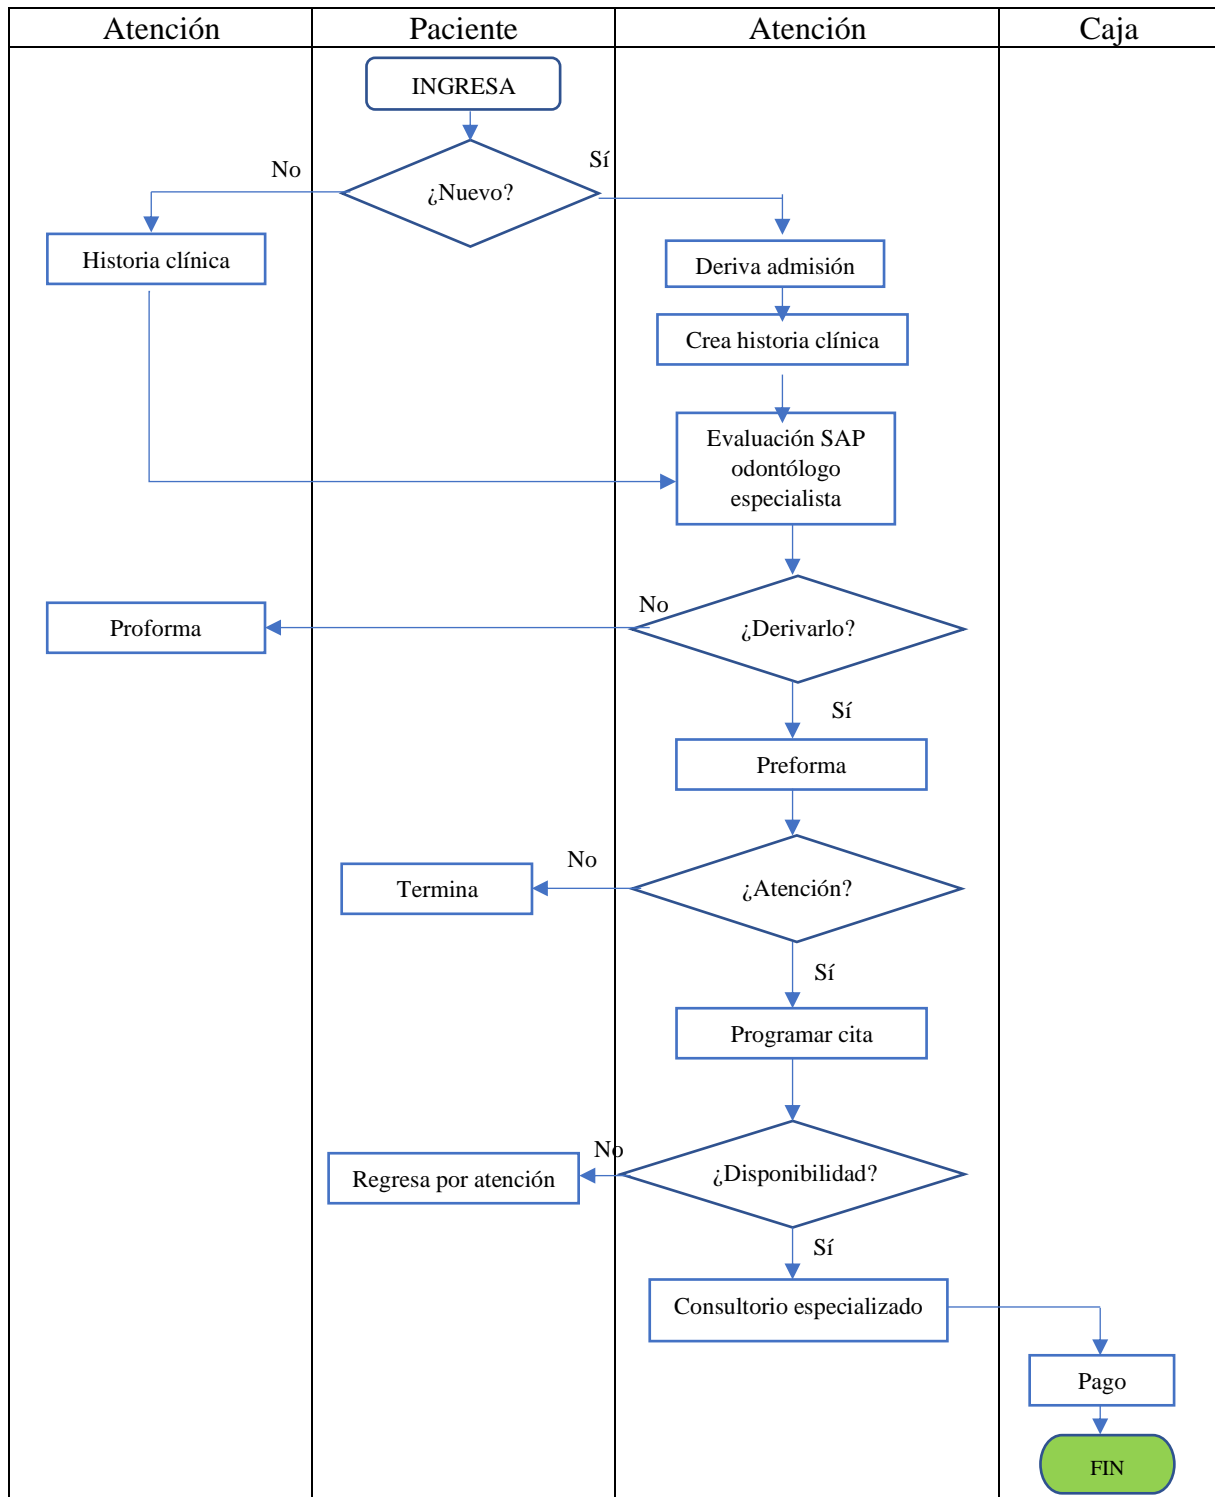 Atención
Paciente
Atención
Caja
INGRESA
No
Sí
¿Nuevo?
Historia clínica
Deriva admisión
Crea historia clínica
Evaluación SAP
odontólogo
especialista
No
Proforma
¿Derivarlo?
Sí
Preforma
No
Termina
¿Atención?
Sí
Programar cita
No
Regresa por atención
¿Disponibilidad?
Sí
Consultorio especializado
Pago
FIN